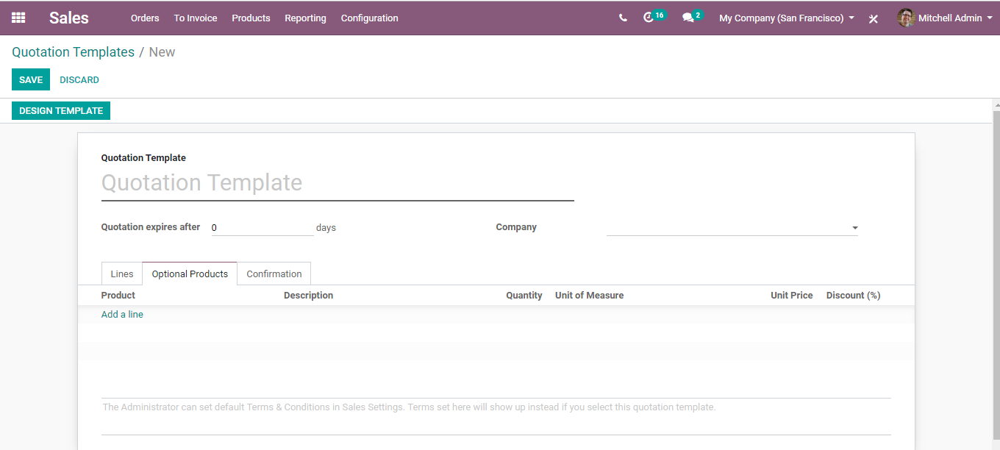 Sales Orders To Invoice Products Reporting Configuration 16 2 My Company (San Francisco) Mitchell Admin
Quotation Templates / New
SAVE DISCARD
DESIGN TEMPLATE
Quotation Template
Quotation Template
Quotation expires after 0 days Company
Lines Optional Products Confirmation
Product Description Quantity Unit of Measure Unit Price Discount (%)
Add a line
The Administrator can set default Terms & Conditions in Sales Settings. Terms set here will show up instead if you select this quotation template.